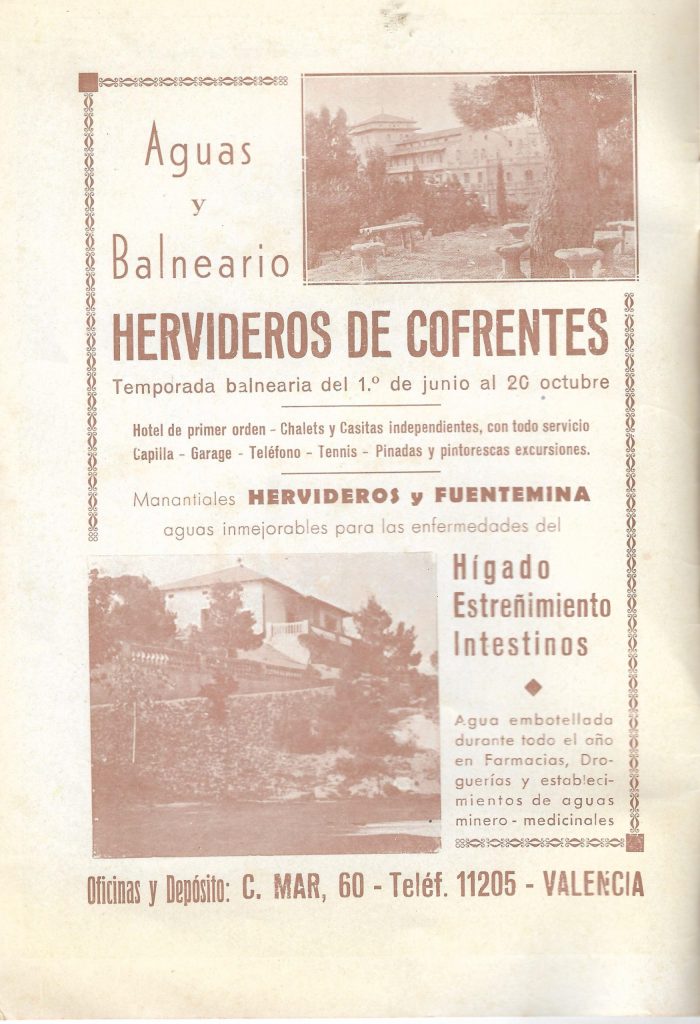 Aguas
y
Balneario
HERVIDEROS DE COFRENTES
Temporada balnearia del 1.º de junio al 20 octubre
Hotel de primer orden - Chalets y Casitas independientes, con todo servicio
Capilla - Garage - Teléfono - Tennis - Pinadas y pintorescas excursiones.
Manantiales HERVIDEROS y FUENTEMINA
aguas inmejorables para las enfermedades del
Hígado
Estreñimiento
Intestinos
Agua embotellada
durante todo el año
en Farmacias, Dro-
guerías y estableci-
mientos de aguas
minero - medicinales
Oficinas y Depósito: C. MAR, 60 - Teléf. 11205 - VALENCIA